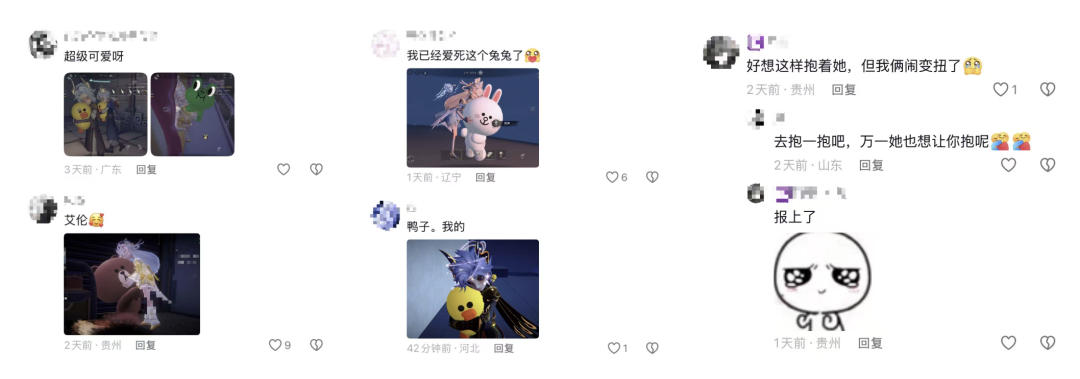 超级可爱呀
3天前·广东 回复
艾伦🥰
2天前·贵州 回复
9
我已经爱死这个兔兔了😍
1天前·辽宁 回复
6
鸭子。我的
42分钟前·河北 回复
1
好想这样抱着她，但我俩闹变扭了😭
2天前·贵州 回复
1
去抱一抱吧，万一她也想让你抱呢
2天前·山东 回复
报上了
1天前·贵州 回复